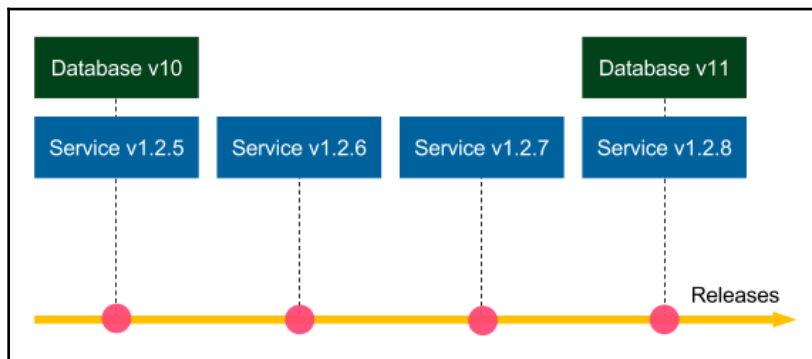 Database v10
Database v11
Service v1.2.5
Service v1.2.6
Service v1.2.7
Service v1.2.8
Releases